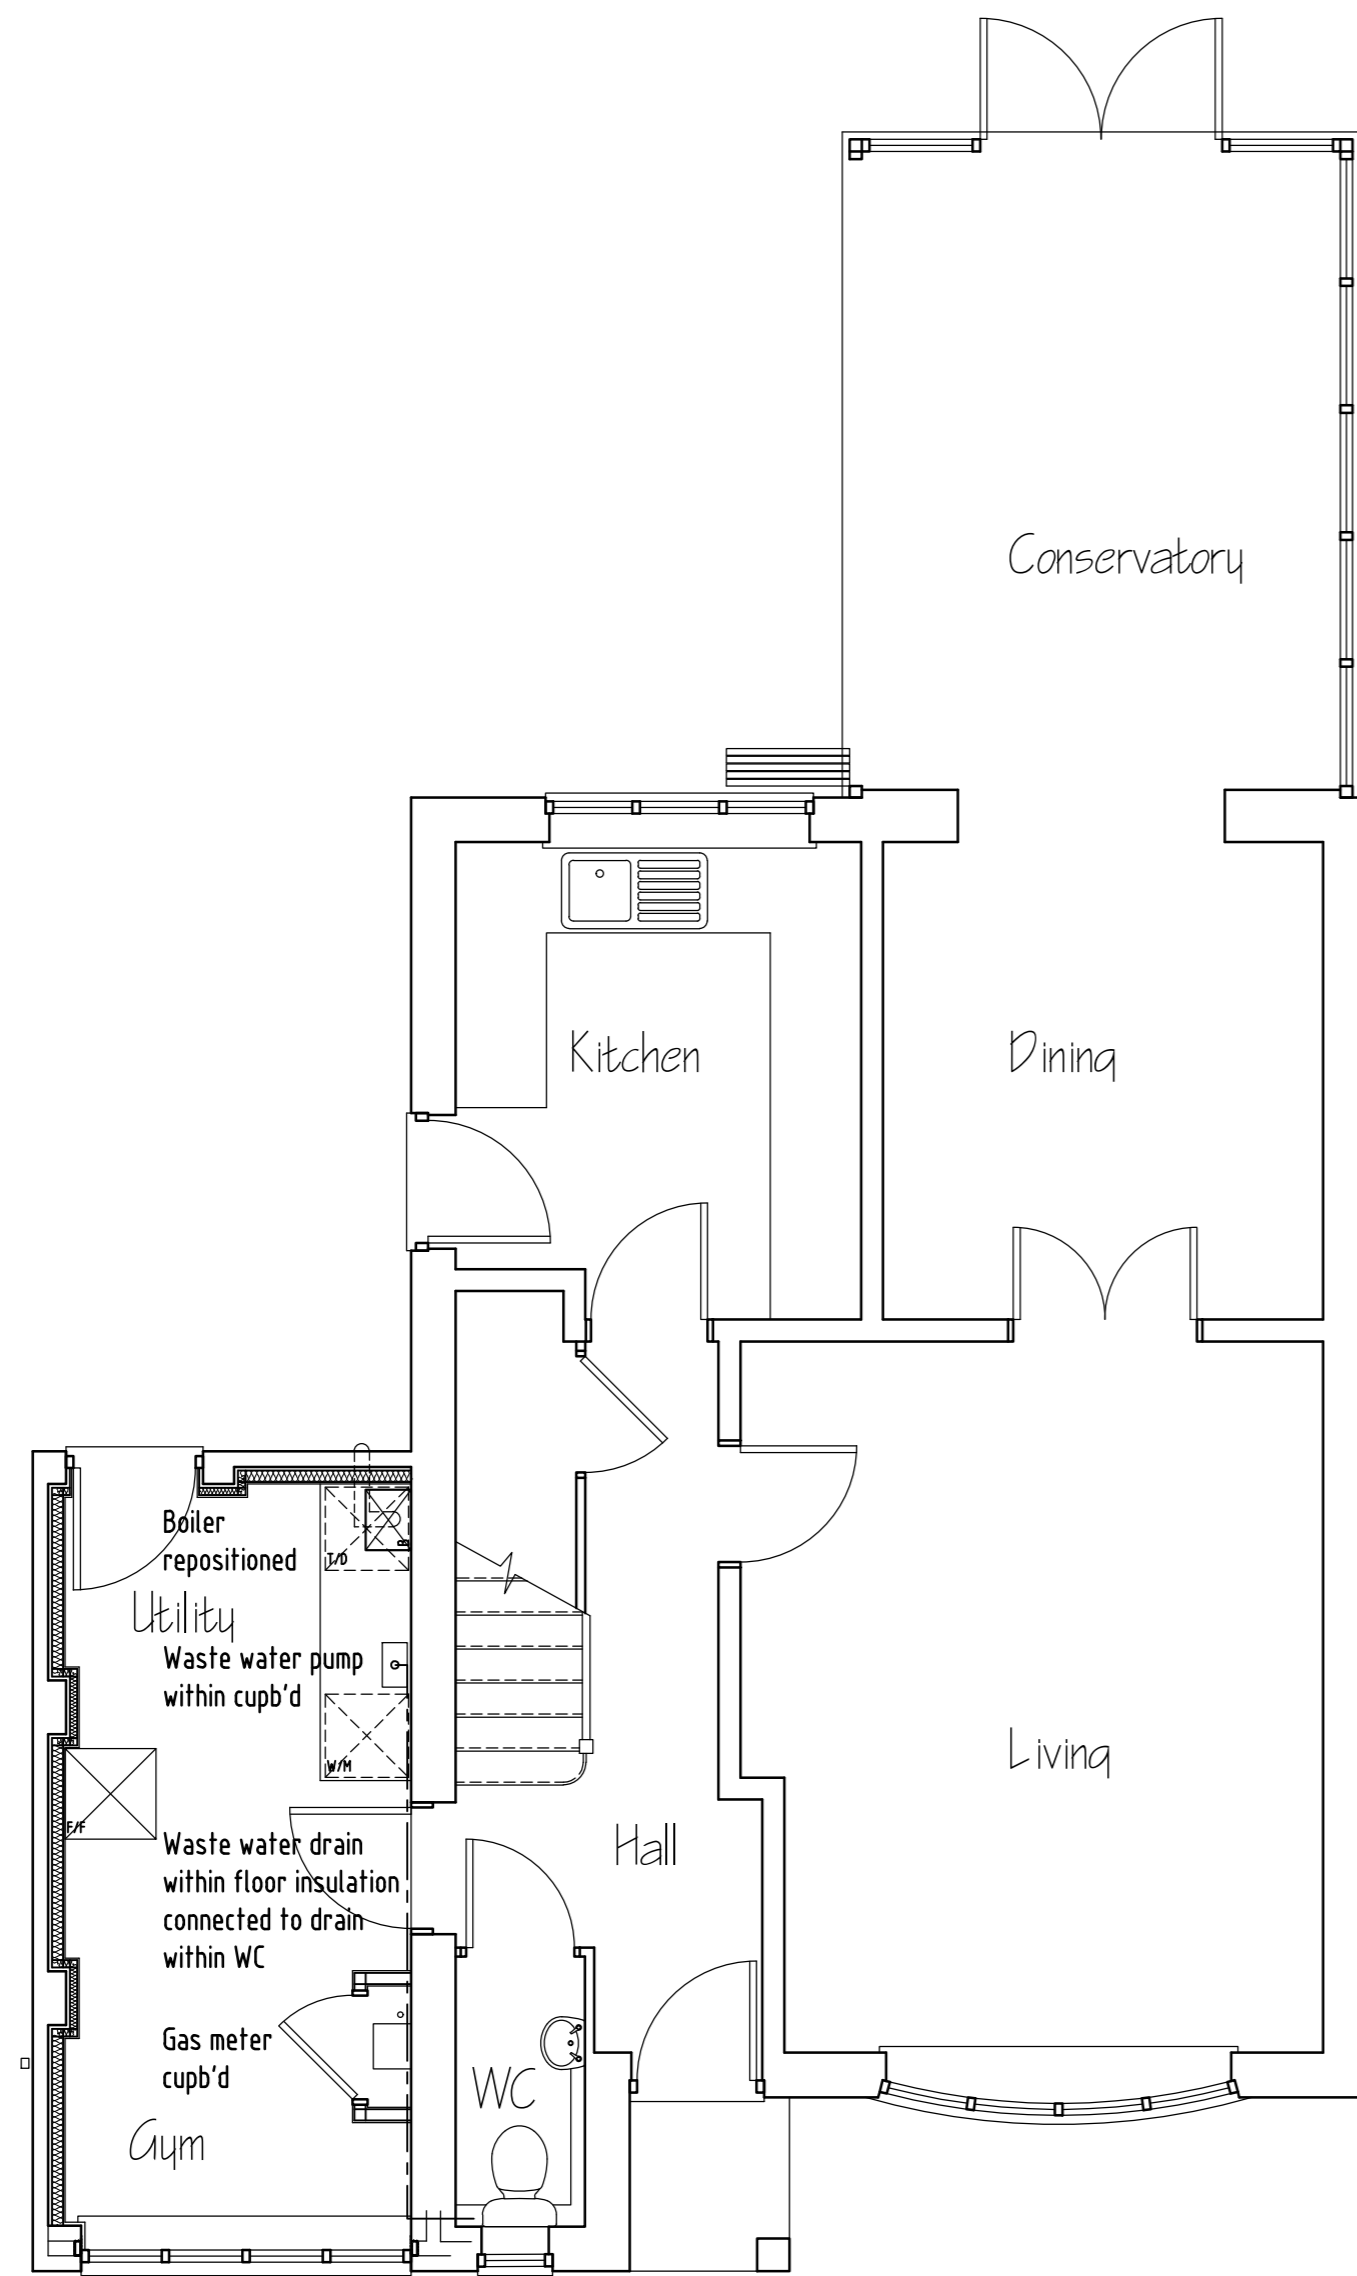 Conservatory
Kitchen
Dining
Boiler
repositioned
T/D
Utility
Waste water pump
within cupb'd
W/M
F/F
Living
Hall
Waste water drain
within floor insulation
connected to drain
within WC
Gas meter
cupb'd
WC
Gym